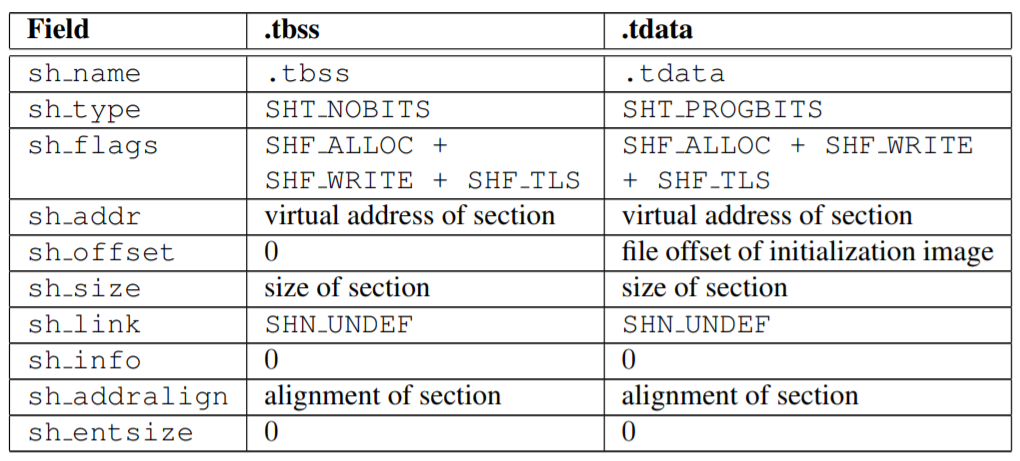 Field .tbss .tdata
sh_name .tbss .tdata
sh_type SHT_NOBITS SHT_PROGBITS
sh_flags SHF_ALLOC + SHF_ALLOC + SHF_WRITE
SHF_WRITE + SHF_TLS + SHF_TLS
sh_addr virtual address of section virtual address of section
sh_offset 0 file offset of initialization image
sh_size size of section size of section
sh_link SHN_UNDEF SHN_UNDEF
sh_info 0 0
sh_addralign alignment of section alignment of section
sh_entsize 0 0